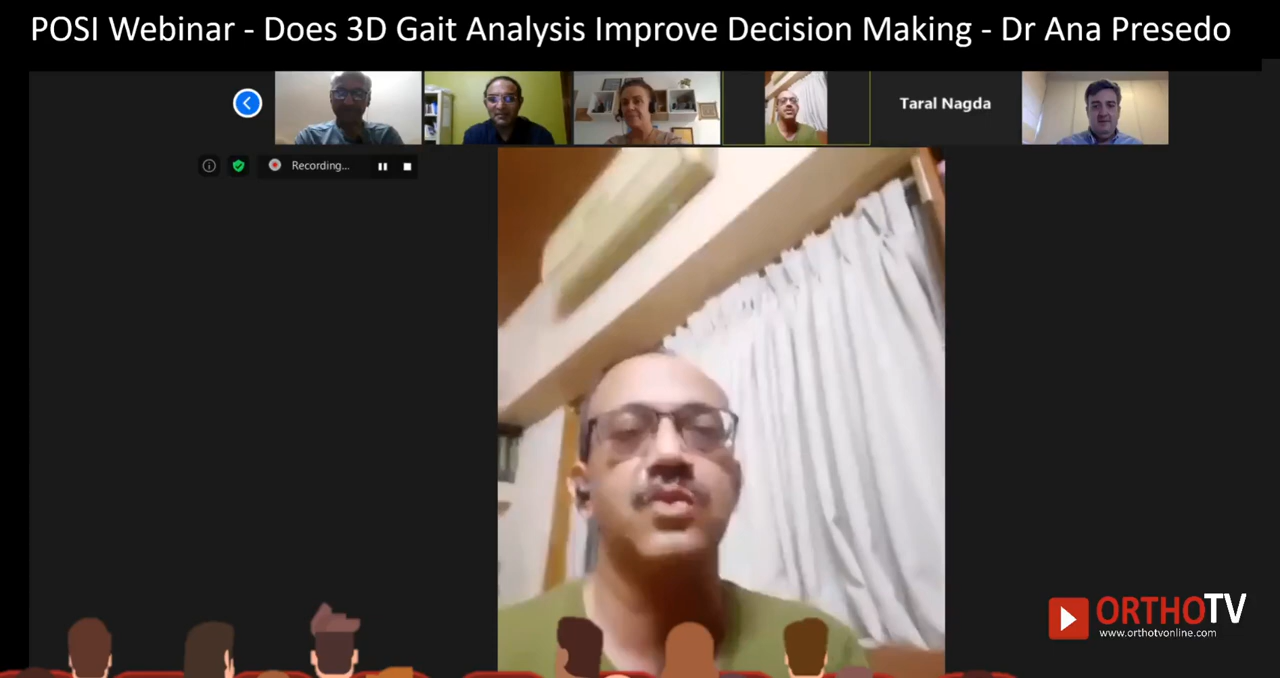 POSI Webinar - Does 3D Gait Analysis Improve Decision Making - Dr Ana Presedo
Taral Nagda
Recording...
ORTHOTV
www.orthotvonline.com